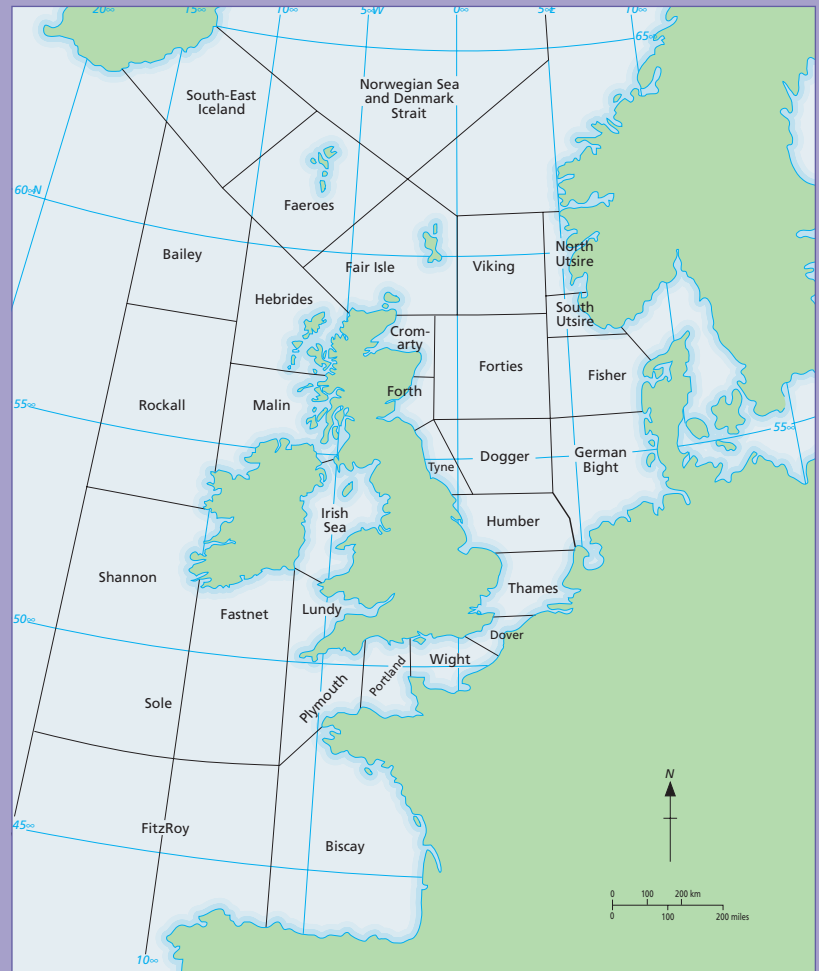 20∞
15∞
10∞
5∞W
0∞
5∞E
10∞
65∞
Norwegian Sea
and Denmark
Strait
South-East
Iceland
60∞N
Faeroes
Bailey
Fair Isle
Viking
North
Utsire
Hebrides
South
Utsire
Crom-
arty
Forties
Fisher
Forth
Rockall
Malin
55∞
55∞
Dogger
German
Bight
Tyne
Irish
Sea
Humber
Shannon
Thames
Fastnet
Lundy
50∞
Dover
Wight
Portland
Plymouth
Sole
N
45∞
FitzRoy
Biscay
0 100 200 km
0 100 200 miles
10∞